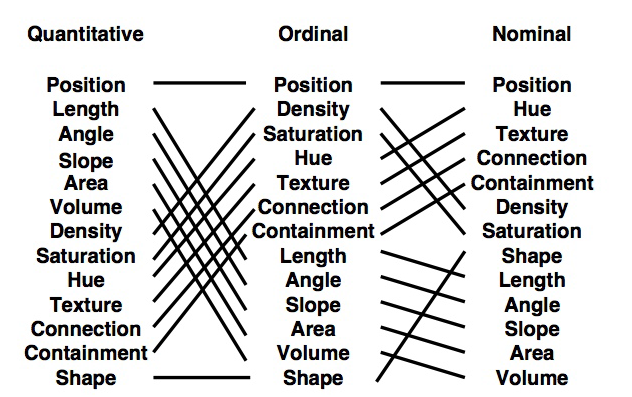 Quantitative Ordinal Nominal
Position Position Position
Length Density Hue
Angle Saturation Texture
Slope Hue Connection
Area Texture Containment
Volume Connection Density
Density Containment Saturation
Saturation Length Shape
Hue Angle Length
Texture Slope Angle
Connection Area Slope
Containment Volume Area
Shape Shape Volume